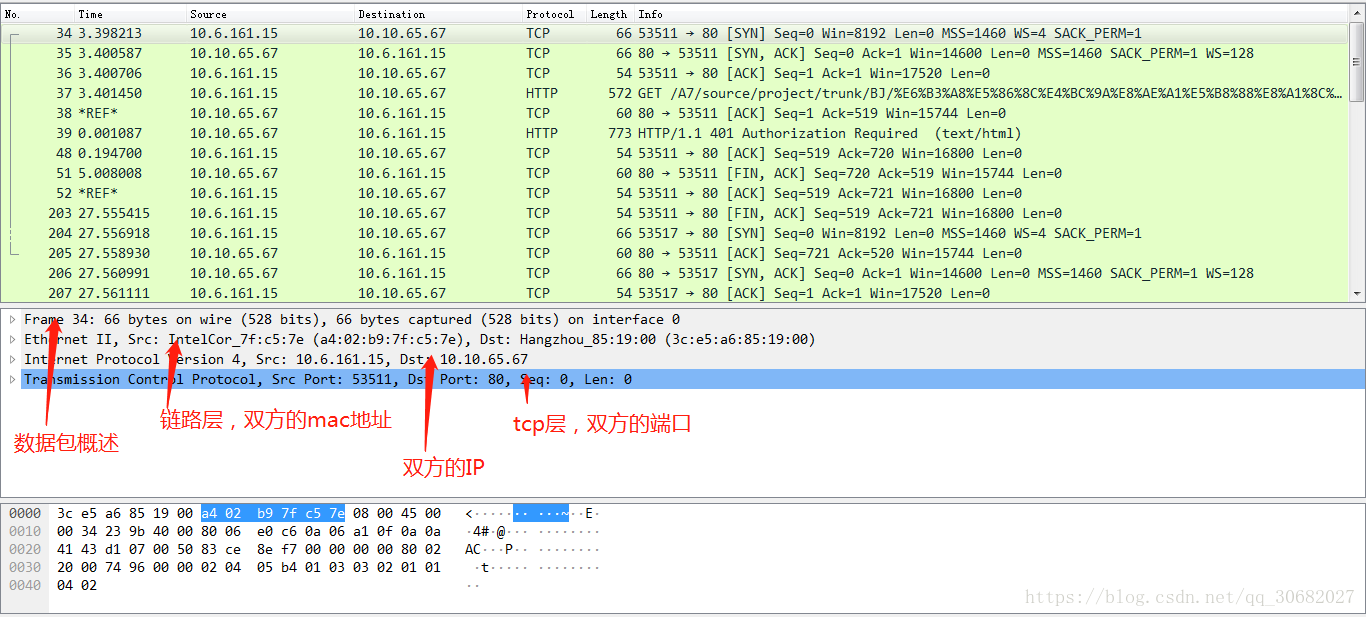 No. Time Source Destination Protocol Length Info
34 3.398213 10.6.161.15 10.10.65.67 TCP 66 53511 → 80 [SYN] Seq=0 Win=8192 Len=0 MSS=1460 WS=4 SACK_PERM=1
35 3.400587 10.10.65.67 10.6.161.15 TCP 66 80 → 53511 [SYN, ACK] Seq=0 Ack=1 Win=14600 Len=0 MSS=1460 SACK_PERM=1 WS=128
36 3.400706 10.6.161.15 10.10.65.67 TCP 54 53511 → 80 [ACK] Seq=1 Ack=1 Win=17520 Len=0
37 3.401450 10.6.161.15 10.10.65.67 HTTP 572 GET /A7/source/project/trunk/BJ/%E6%B3%A8%E5%86%8C%E4%BC%9A%E8%AE%A1%E5%B8%88%E8%A1%8C%…
38 *REF* 10.10.65.67 10.6.161.15 TCP 60 80 → 53511 [ACK] Seq=1 Ack=519 Win=15744 Len=0
39 0.001087 10.10.65.67 10.6.161.15 HTTP 773 HTTP/1.1 401 Authorization Required (text/html)
48 0.194700 10.6.161.15 10.10.65.67 TCP 54 53511 → 80 [ACK] Seq=519 Ack=720 Win=16800 Len=0
51 5.008008 10.10.65.67 10.6.161.15 TCP 60 80 → 53511 [FIN, ACK] Seq=720 Ack=519 Win=15744 Len=0
52 *REF* 10.6.161.15 10.10.65.67 TCP 54 53511 → 80 [ACK] Seq=519 Ack=721 Win=16800 Len=0
203 27.555415 10.6.161.15 10.10.65.67 TCP 54 53511 → 80 [FIN, ACK] Seq=519 Ack=721 Win=16800 Len=0
204 27.556918 10.6.161.15 10.10.65.67 TCP 66 53517 → 80 [SYN] Seq=0 Win=8192 Len=0 MSS=1460 WS=4 SACK_PERM=1
205 27.558930 10.10.65.67 10.6.161.15 TCP 60 80 → 53511 [ACK] Seq=721 Ack=520 Win=15744 Len=0
206 27.560991 10.10.65.67 10.6.161.15 TCP 66 80 → 53517 [SYN, ACK] Seq=0 Ack=1 Win=14600 Len=0 MSS=1460 SACK_PERM=1 WS=128
207 27.561111 10.6.161.15 10.10.65.67 TCP 54 53517 → 80 [ACK] Seq=1 Ack=1 Win=17520 Len=0
Frame 34: 66 bytes on wire (528 bits), 66 bytes captured (528 bits) on interface 0
Ethernet II, Src: IntelCor_7f:c5:7e (a4:02:b9:7f:c5:7e), Dst: Hangzhou_85:19:00 (3c:e5:a6:85:19:00)
Internet Protocol Version 4, Src: 10.6.161.15, Dst: 10.10.65.67
Transmission Control Protocol, Src Port: 53511, Dst Port: 80, Seq: 0, Len: 0
链路层，双方的mac地址
tcp层，双方的端口
数据包概述
双方的IP
0000 3c e5 a6 85 19 00 a4 02 b9 7f c5 7e 08 00 45 00 <······· ···~··E·
0010 00 34 23 9b 40 00 80 06 e0 c6 0a 06 a1 0f 0a 0a ·4#·@··· ········
0020 41 43 d1 07 00 50 83 ce 8e f7 00 00 00 00 80 02 AC···P·· ········
0030 20 00 74 96 00 00 02 04 05 b4 01 03 03 02 01 01 ·t····· ········
0040 04 02 ··
https://blog.csdn.net/qq_30682027